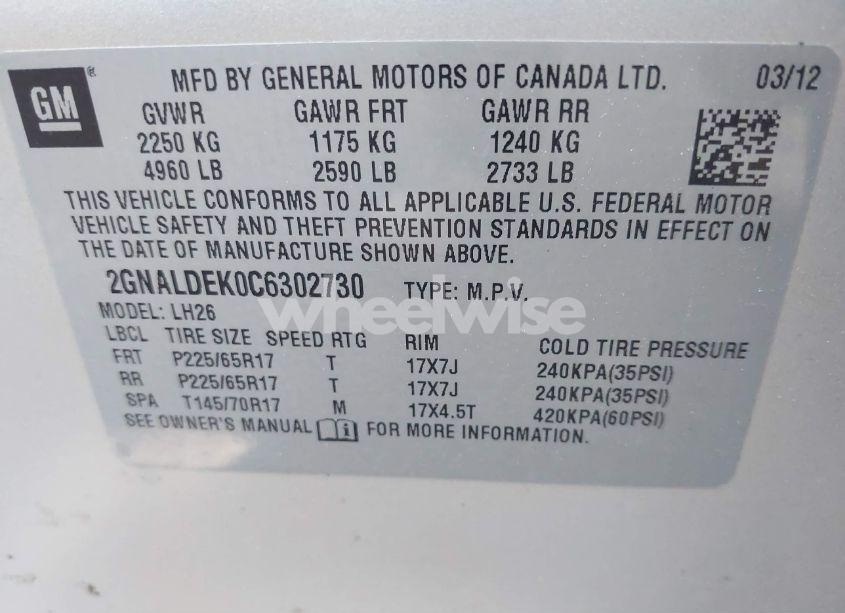 GM® MFD BY GENERAL MOTORS OF CANADA LTD. 03/12
GVWR GAWR FRT GAWR RR
2250 KG 1175 KG 1240 KG
4960 LB 2590 LB 2733 LB
THIS VEHICLE CONFORMS TO ALL APPLICABLE U.S. FEDERAL MOTOR
VEHICLE SAFETY AND THEFT PREVENTION STANDARDS IN EFFECT ON
THE DATE OF MANUFACTURE SHOWN ABOVE.
2GNALDEK0C6302730 TYPE: M.P.V.
wheelwise
MODEL: LH26
LBCL TIRE SIZE SPEED RTG RIM COLD TIRE PRESSURE
FRT P225/65R17 T 17X7J 240KPA(35PSI)
RR P225/65R17 T 17X7J 240KPA(35PSI)
SPA T145/70R17 M 17X4.5T 420KPA(60PSI)
SEE OWNER'S MANUAL i FOR MORE INFORMATION.